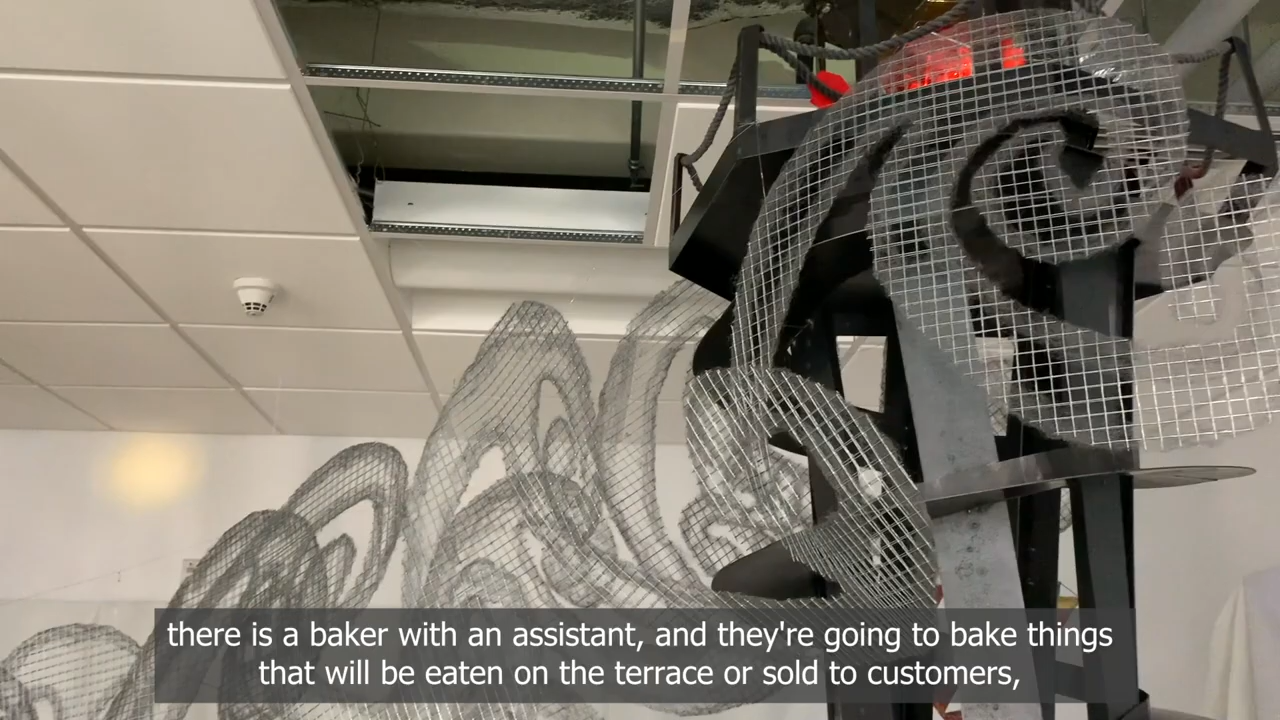 there is a baker with an assistant, and they're going to bake things
that will be eaten on the terrace or sold to customers,